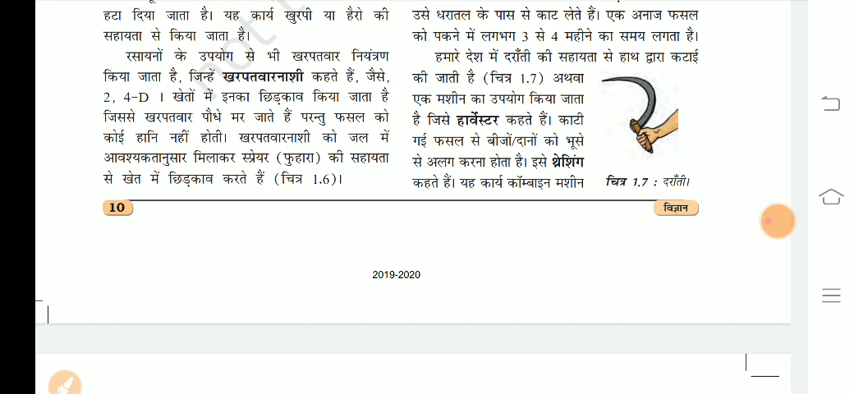 हटा दिया जाता है। यह कार्य खुरपी या हैरो की
सहायता से किया जाता है।
रसायनों के उपयोग से भी खरपतवार नियंत्रण
किया जाता है, जिन्हें खरपतवारनाशी कहते हैं, जैसे,
2, 4-D । खेतों में इनका छिड़काव किया जाता है
जिससे खरपतवार पौधे मर जाते हैं परन्तु फसल को
कोई हानि नहीं होती। खरपतवारनाशी को जल में
आवश्यकतानुसार मिलाकर स्प्रेयर (फुहारा) की सहायता
से खेत में छिड़काव करते हैं (चित्र 1.6)।
उसे धरातल के पास से काट लेते हैं। एक अनाज फसल
को पकने में लगभग 3 से 4 महीने का समय लगता है।
हमारे देश में दराँती की सहायता से हाथ द्वारा कटाई
की जाती है (चित्र 1.7) अथवा
एक मशीन का उपयोग किया जाता
है जिसे हार्वेस्टर कहते हैं। काटी
गई फसल से बीजों/दानों को भूसे
से अलग करना होता है। इसे थ्रेशिंग
कहते हैं। यह कार्य कॉम्बाइन मशीन
चित्र 1.7 : दराँती।
10
विज्ञान
2019-2020